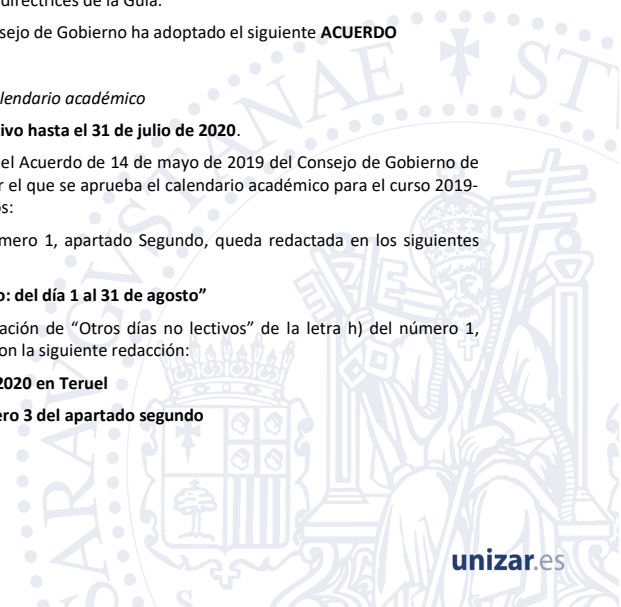 directrices de la Guía.
sejo de Gobierno ha adoptado el siguiente ACUERDO
lendario académico
tivo hasta el 31 de julio de 2020.
el Acuerdo de 14 de mayo de 2019 del Consejo de Gobierno de
r el que se aprueba el calendario académico para el curso 2019-
os:
mero 1, apartado Segundo, queda redactada en los siguientes
o: del día 1 al 31 de agosto”
ación de “Otros días no lectivos” de la letra h) del número 1,
on la siguiente redacción:
2020 en Teruel
ero 3 del apartado segundo
unizar.es